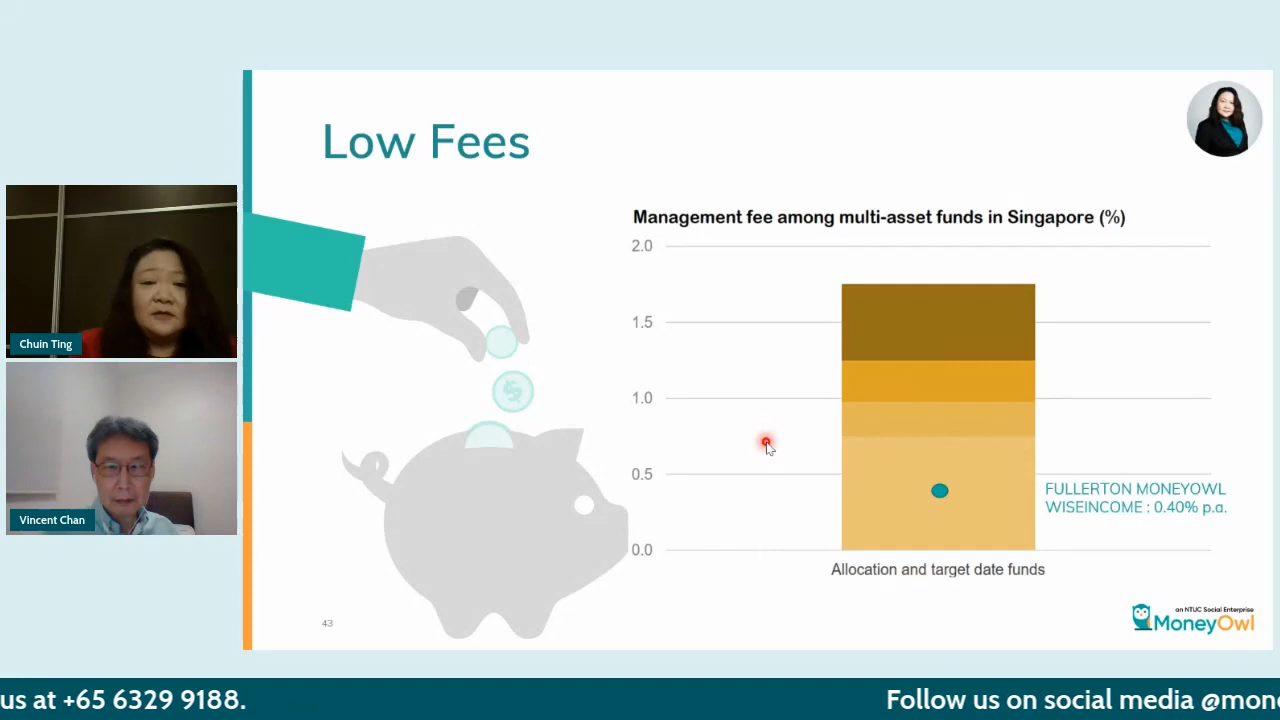 Low Fees
Management fee among multi-asset funds in Singapore (%)
2.0
1.5
1.0
0.5
0.0
FULLERTON MONEYOWL
WISEINCOME : 0.40% p.a.
Allocation and target date funds
Chuin Ting
Vincent Chan
$
43
an NTUC Social Enterprise
MoneyOwl
us at +65 6329 9188.
Follow us on social media @mone